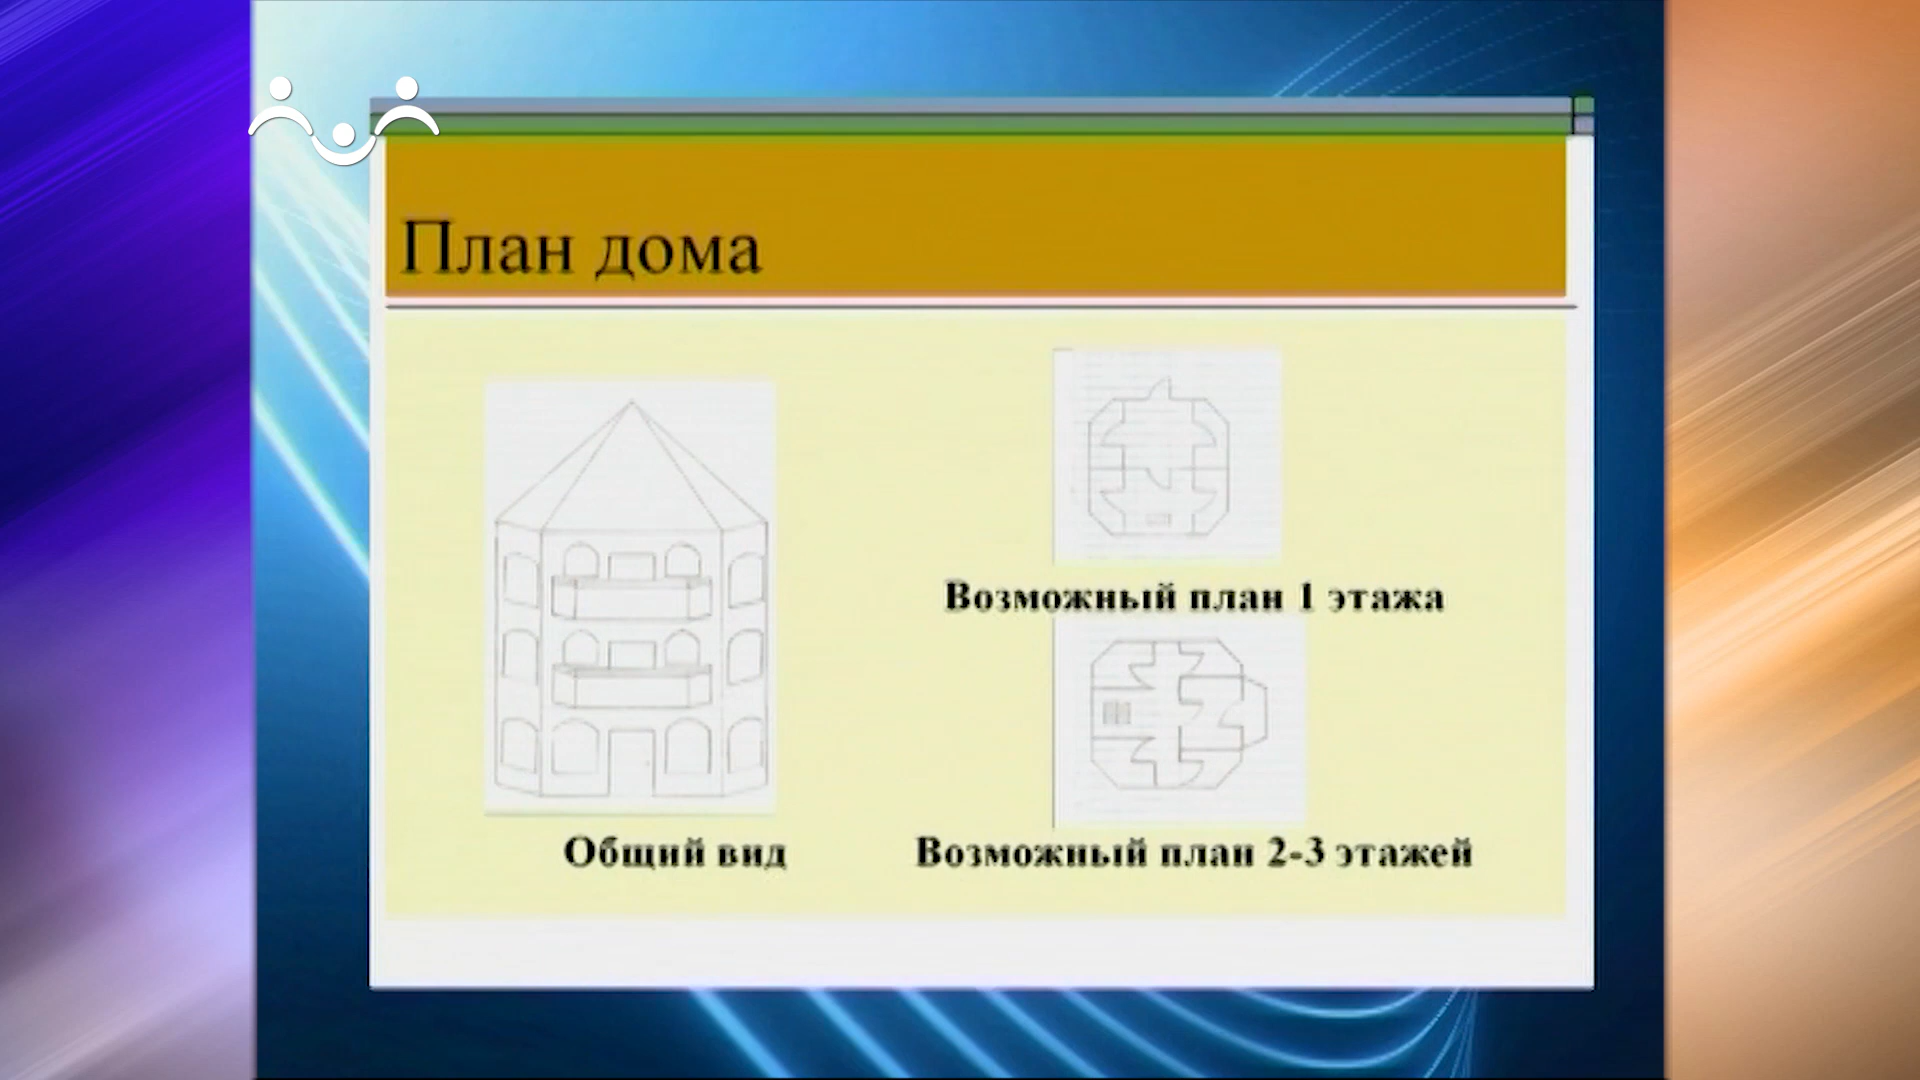 План дома
Возможный план 1 этажа
Общий вид
Возможный план 2-3 этажей